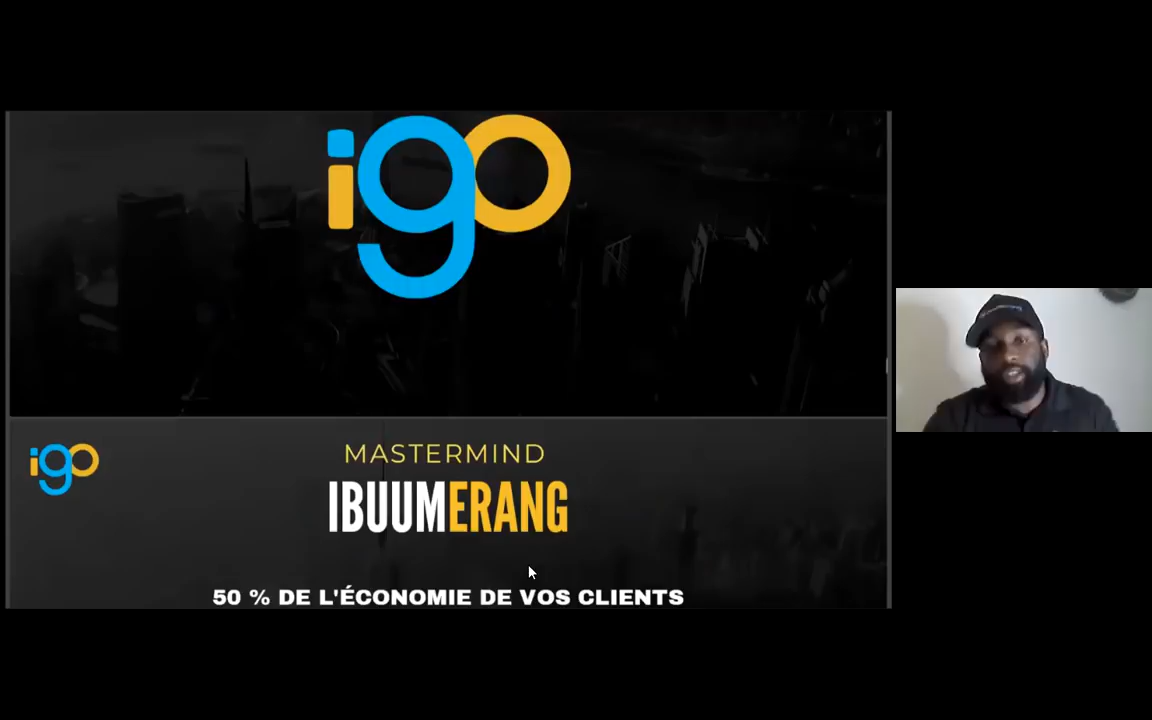 igo
igo
MASTERMIND
IBUUMERANG
50 % DE L'ÉCONOMIE DE VOS CLIENTS